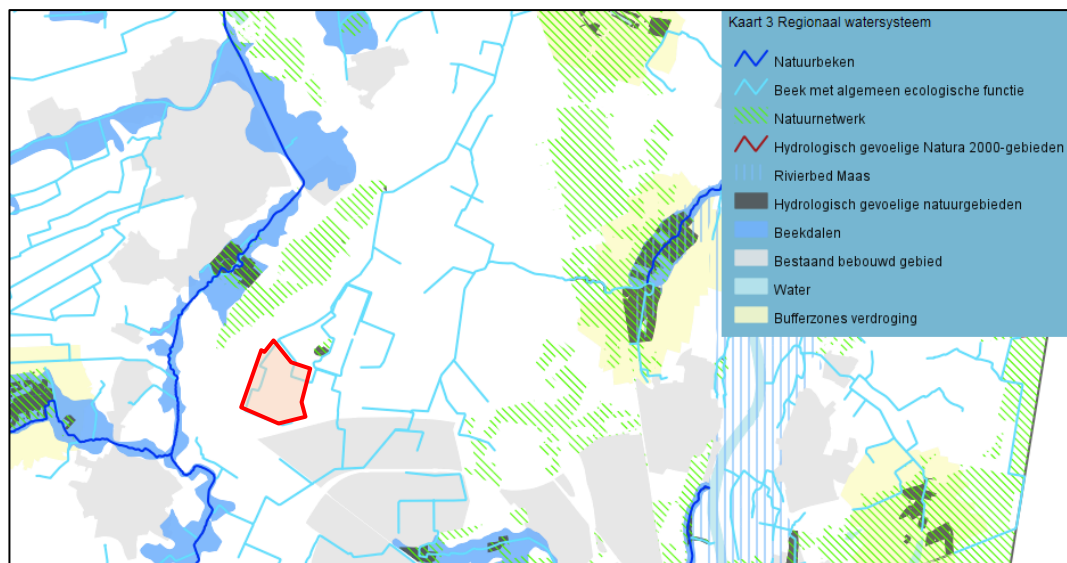 Kaart 3 Regionaal watersysteem
Natuurbeken
Beek met algemeen ecologische functie
Natuurnetwerk
Hydrologisch gevoelige Natura 2000-gebieden
Rivierbed Maas
Hydrologisch gevoelige natuurgebieden
Beekdalen
Bestaand bebouwd gebied
Water
Bufferzones verdroging